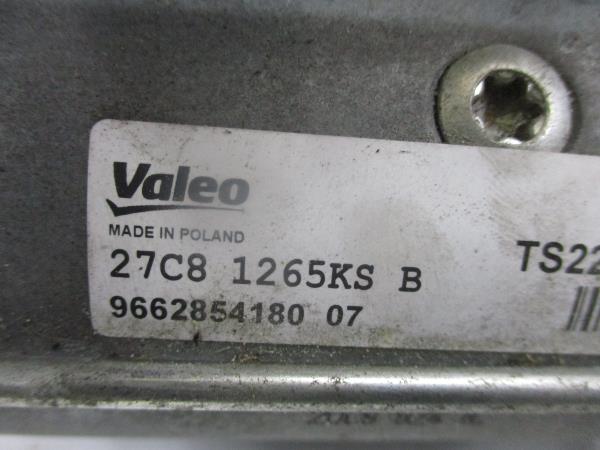 Valeo
MADE IN POLAND
27C8 1265KS B
TS22
9662854180 07